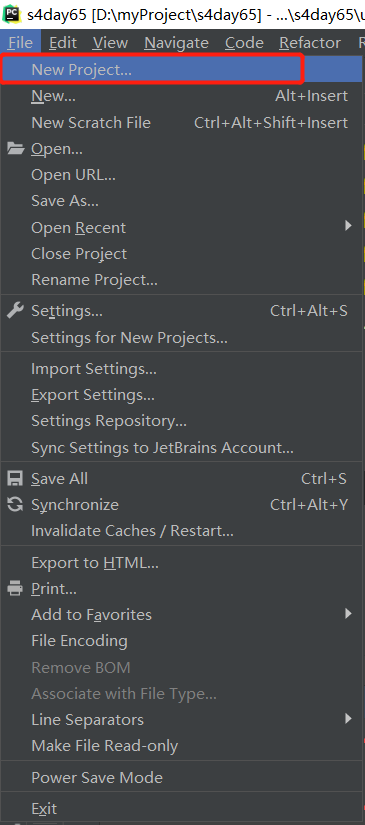 PC s4day65 [D:\myProject\s4day65] - ...\s4day65\u
File Edit View Navigate Code Refactor R
New Project...
New... Alt+Insert
New Scratch File Ctrl+Alt+Shift+Insert
Open...
Open URL...
Save As...
Open Recent
Close Project
Rename Project...
Settings... Ctrl+Alt+S
Settings for New Projects...
Import Settings...
Export Settings...
Settings Repository...
Sync Settings to JetBrains Account...
Save All Ctrl+S
Synchronize Ctrl+Alt+Y
Invalidate Caches / Restart...
Export to HTML...
Print...
Add to Favorites
File Encoding
Remove BOM
Associate with File Type...
Line Separators
Make File Read-only
Power Save Mode
Exit